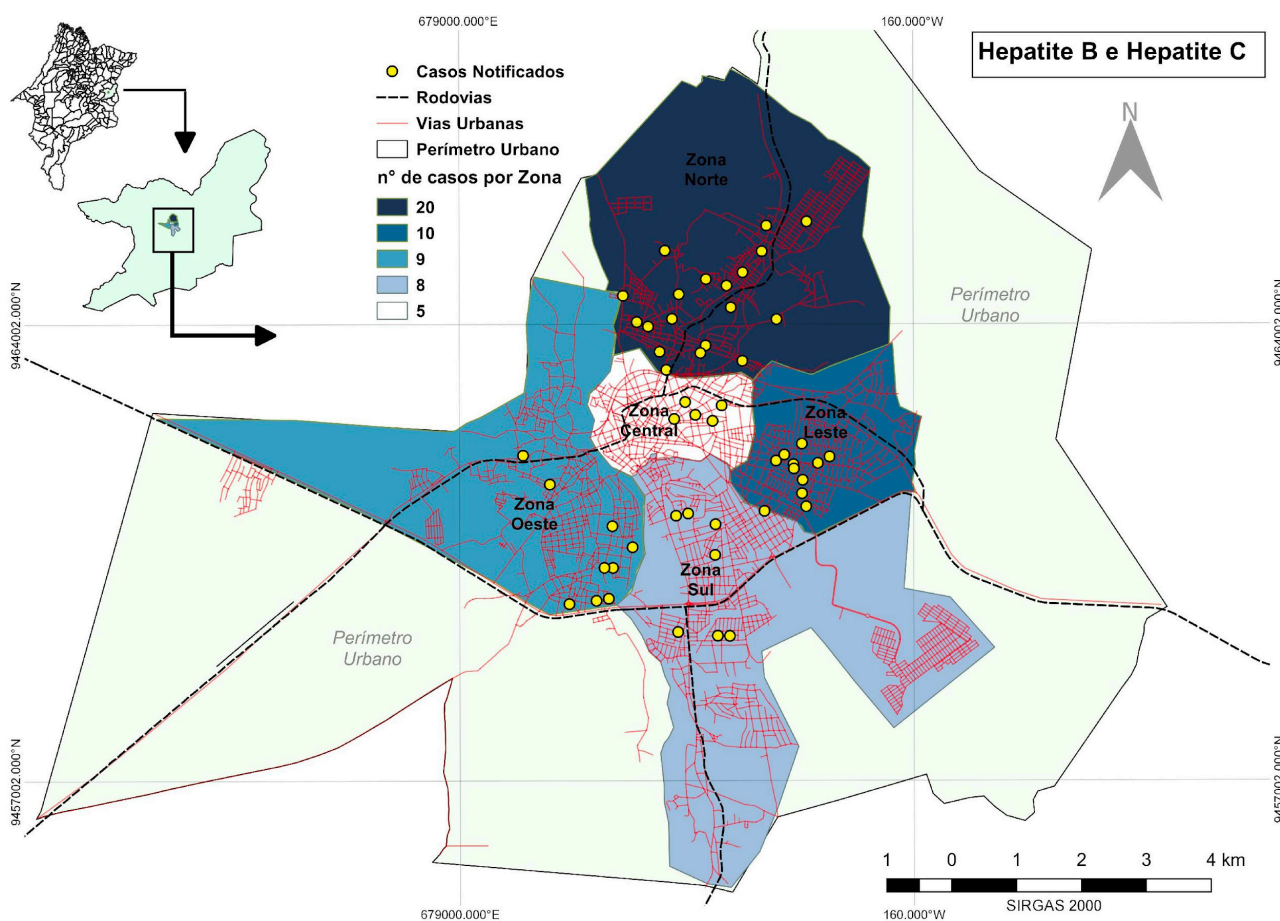 679000.000°E
160.000°W
Hepatite B e Hepatite C
Casos Notificados
Rodovias
Vias Urbanas
Perímetro Urbano
n° de casos por Zona
20
10
9
8
5
N
Zona
Norte
Perímetro
Urbano
9464002.000°N
9464002.000°N
Zona
Central
Zona
Leste
Zona
Oeste
Zona
Sul
Perímetro
Urbano
9457002.000°N
9457002.000°N
1 0 1 2 3 4 km
SIRGAS 2000
679000.000°E
160.000°W